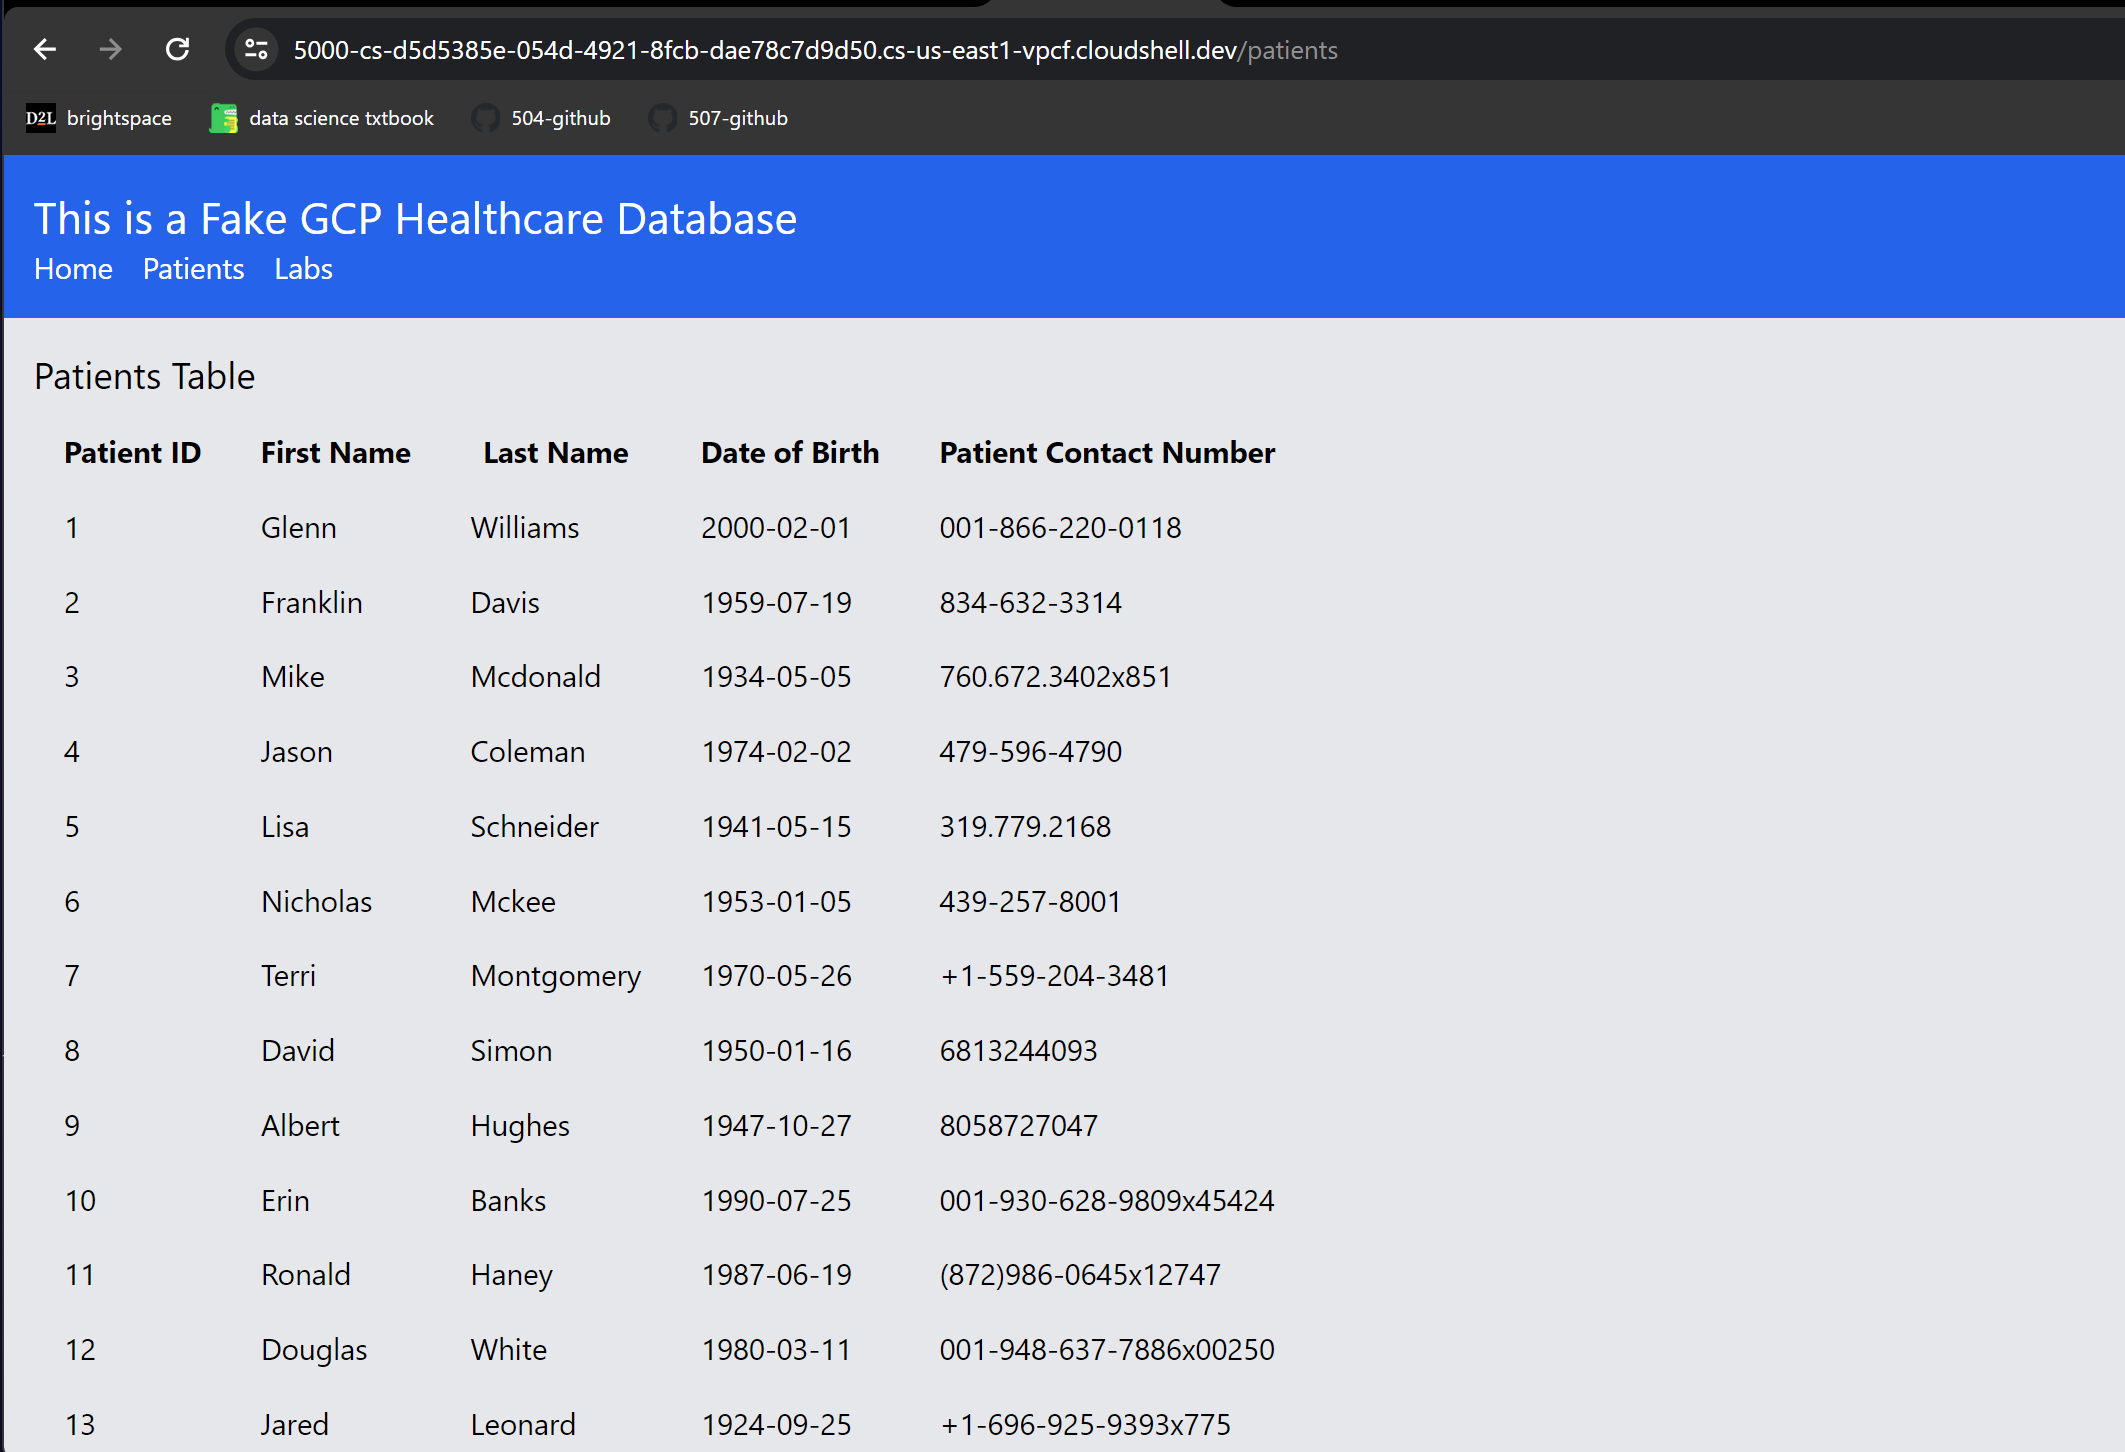 5000-cs-d5d5385e-054d-4921-8fcb-dae78c7d9d50.cs-us-east1-vpcf.cloudshell.dev/patients
D2L brightspace data science txtbook 504-github 507-github
This is a Fake GCP Healthcare Database
Home Patients Labs
Patients Table
Patient ID First Name Last Name Date of Birth Patient Contact Number
1 Glenn Williams 2000-02-01 001-866-220-0118
2 Franklin Davis 1959-07-19 834-632-3314
3 Mike Mcdonald 1934-05-05 760.672.3402x851
4 Jason Coleman 1974-02-02 479-596-4790
5 Lisa Schneider 1941-05-15 319.779.2168
6 Nicholas Mckee 1953-01-05 439-257-8001
7 Terri Montgomery 1970-05-26 +1-559-204-3481
8 David Simon 1950-01-16 6813244093
9 Albert Hughes 1947-10-27 8058727047
10 Erin Banks 1990-07-25 001-930-628-9809x45424
11 Ronald Haney 1987-06-19 (872)986-0645x12747
12 Douglas White 1980-03-11 001-948-637-7886x00250
13 Jared Leonard 1924-09-25 +1-696-925-9393x775